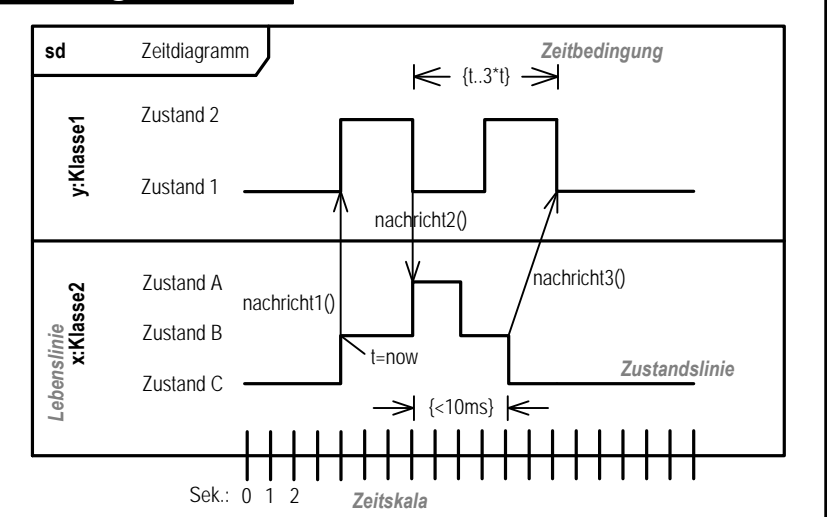 sd Zeitdiagramm
Zeitbedingung
{t..3*t}
y:Klasse1
Zustand 2
Zustand 1
nachricht2()
Lebenslinie
x:Klasse2
Zustand A
nachricht1()
nachricht3()
Zustand B
t=now
Zustand C
Zustandslinie
{<10ms}
Sek.: 0 1 2
Zeitskala